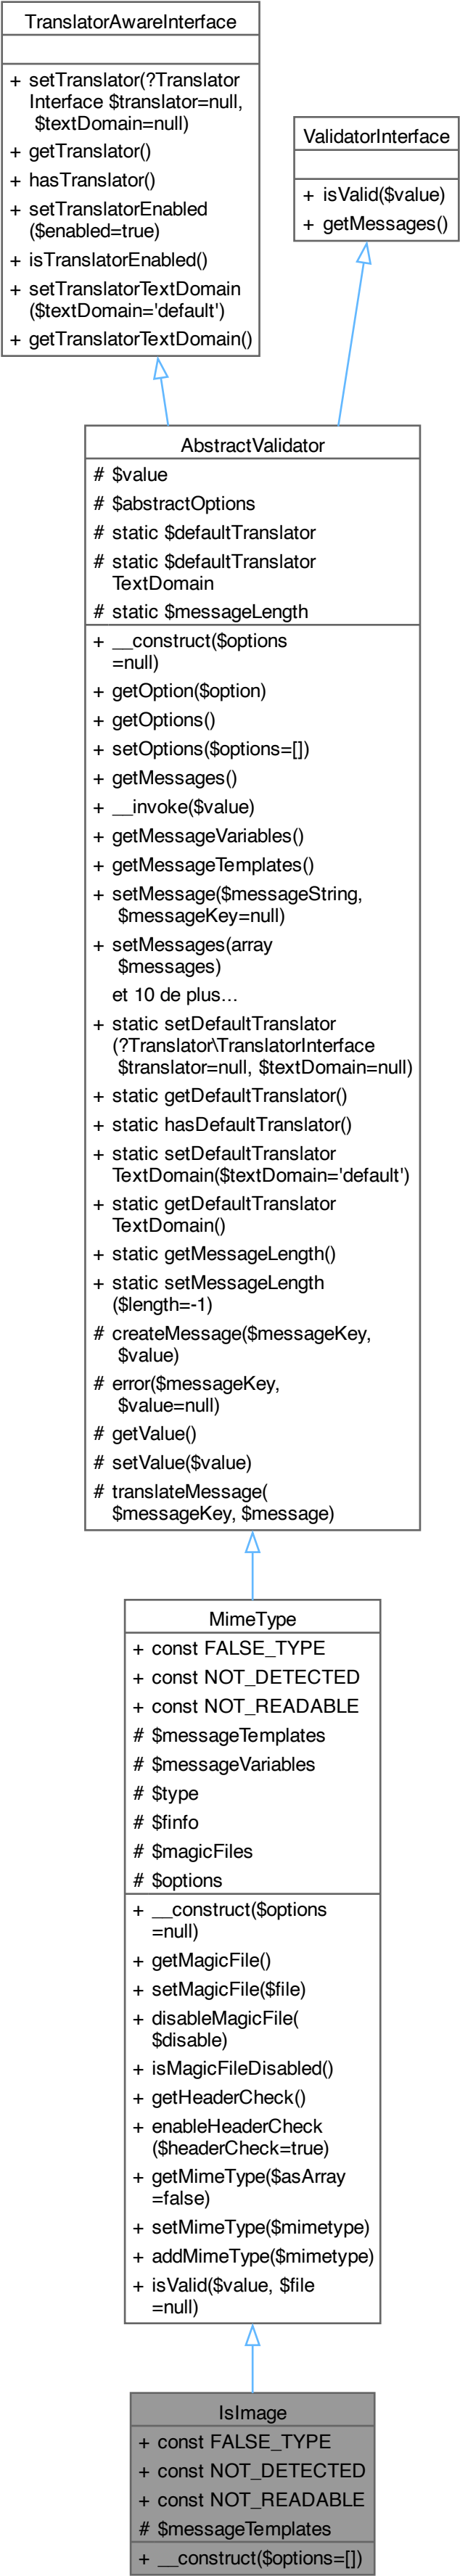 TranslatorAwareInterface
+ setTranslator(?Translator
Interface $translator=null,
$textDomain=null)
+ getTranslator()
+ hasTranslator()
+ setTranslatorEnabled
($enabled=true)
+ isTranslatorEnabled()
+ setTranslatorTextDomain
($textDomain='default')
+ getTranslatorTextDomain()
ValidatorInterface
+ isValid($value)
+ getMessages()
AbstractValidator
# $value
# $abstractOptions
# static $defaultTranslator
# static $defaultTranslator
TextDomain
# static $messageLength
+ __construct($options
=null)
+ getOption($option)
+ getOptions()
+ setOptions($options=[])
+ getMessages()
+ __invoke($value)
+ getMessageVariables()
+ getMessageTemplates()
+ setMessage($messageString,
$messageKey=null)
+ setMessages(array
$messages)
et 10 de plus...
+ static setDefaultTranslator
(?Translator\TranslatorInterface
$translator=null, $textDomain=null)
+ static getDefaultTranslator()
+ static hasDefaultTranslator()
+ static setDefaultTranslator
TextDomain($textDomain='default')
+ static getDefaultTranslator
TextDomain()
+ static getMessageLength()
+ static setMessageLength
($length=-1)
# createMessage($messageKey,
$value)
# error($messageKey,
$value=null)
# getValue()
# setValue($value)
# translateMessage(
$messageKey, $message)
MimeType
+ const FALSE_TYPE
+ const NOT_DETECTED
+ const NOT_READABLE
# $messageTemplates
# $messageVariables
# $type
# $finfo
# $magicFiles
# $options
+ __construct($options
=null)
+ getMagicFile()
+ setMagicFile($file)
+ disableMagicFile(
$disable)
+ isMagicFileDisabled()
+ getHeaderCheck()
+ enableHeaderCheck
($headerCheck=true)
+ getMimeType($asArray
=false)
+ setMimeType($mimetype)
+ addMimeType($mimetype)
+ isValid($value, $file
=null)
IsImage
+ const FALSE_TYPE
+ const NOT_DETECTED
+ const NOT_READABLE
# $messageTemplates
+ __construct($options=[])